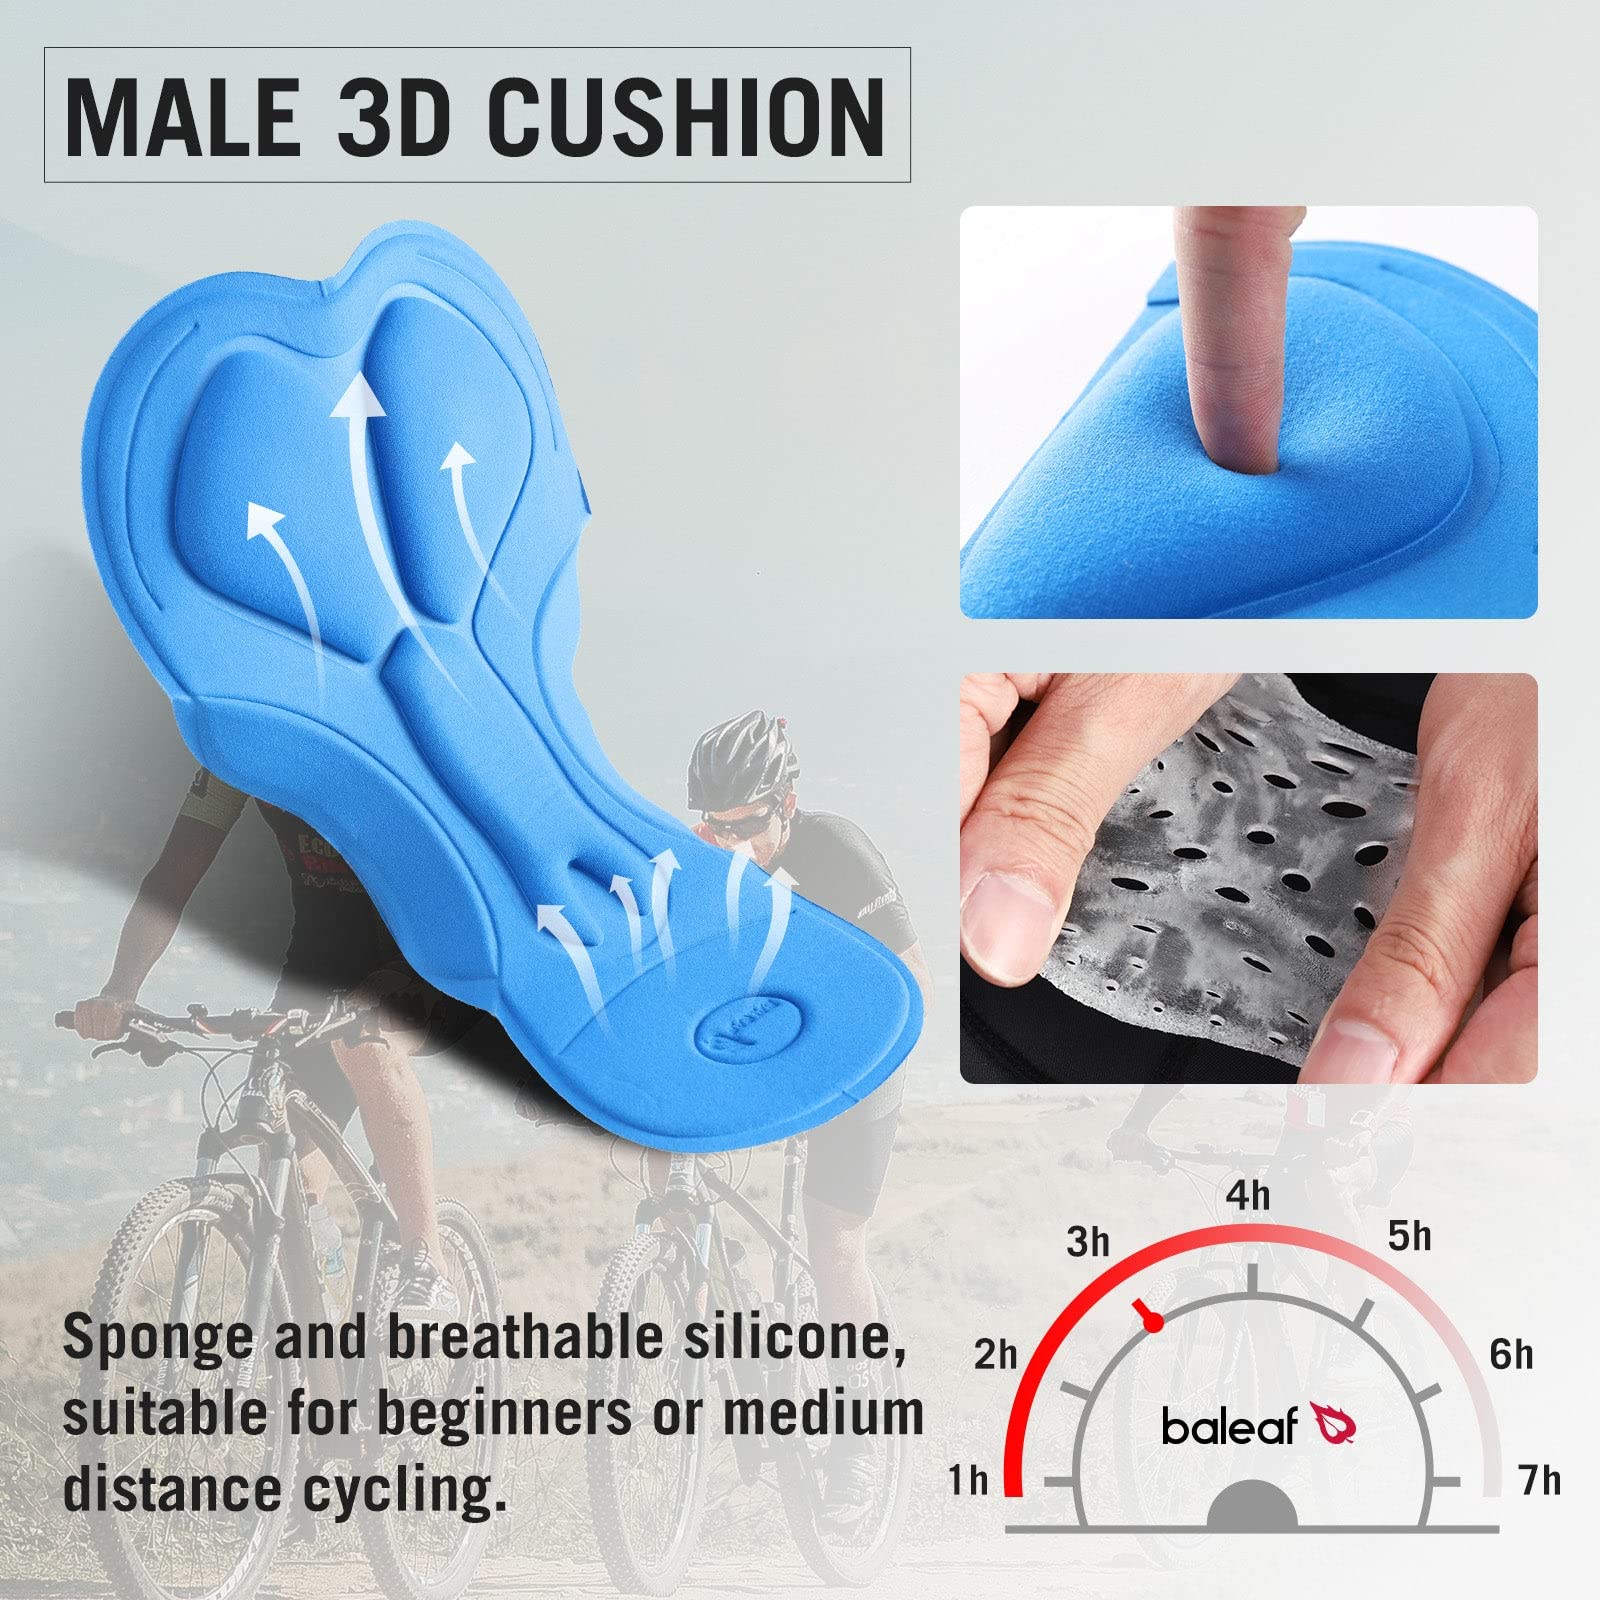 MALE 3D CUSHION
Sponge and breathable silicone,
suitable for beginners or medium
distance cycling.
1h
2h
3h
4h
5h
6h
7h
baleaf